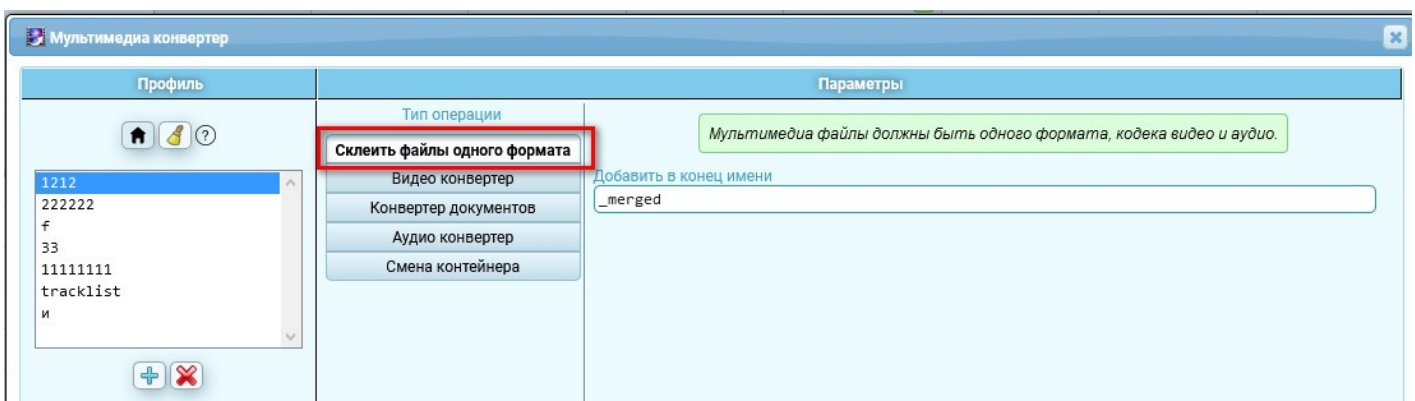 Мультимедиа конвертер
Профиль
Параметры
?
1212
222222
f
33
11111111
tracklist
и
Тип операции
Склеить файлы одного формата
Видео конвертер
Конвертер документов
Аудио конвертер
Смена контейнера
Мультимедиа файлы должны быть одного формата, кодека видео и аудио.
Добавить в конец имени
_merged